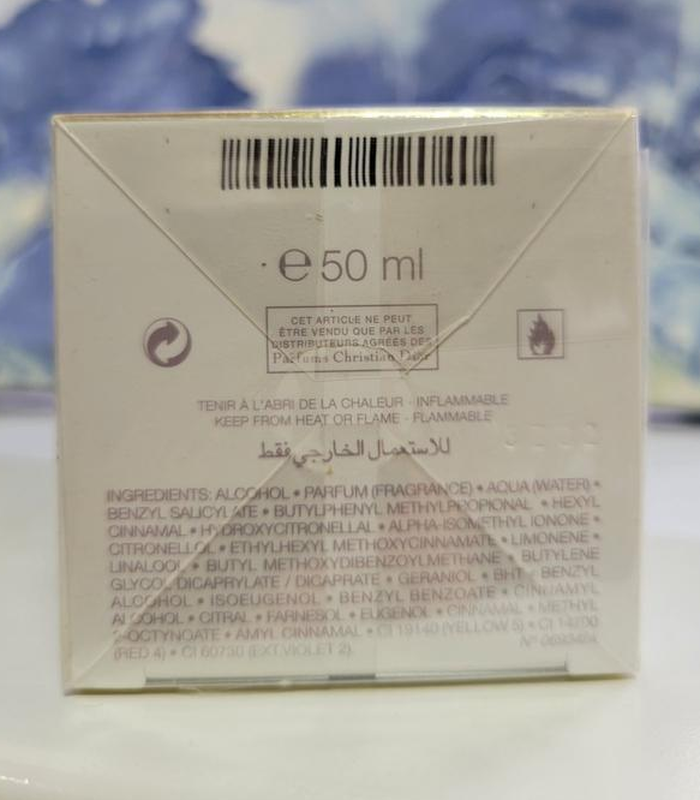 ℮ 50 ml
CET ARTICLE NE PEUT
ÊTRE VENDU QUE PAR LES
DISTRIBUTEURS AGRÉÉS DES
Parfums Christian Dior
TENIR À L'ABRI DE LA CHALEUR - INFLAMMABLE
KEEP FROM HEAT OR FLAME - FLAMMABLE
للاستعمال الخارجي فقط
INGREDIENTS: ALCOHOL • PARFUM (FRAGRANCE) • AQUA (WATER) •
BENZYL SALICYLATE • BUTYLPHENYL METHYLPROPIONAL • HEXYL
CINNAMAL • HYDROXYCITRONELLAL • ALPHA-ISOMETHYL IONONE •
CITRONELLOL • ETHYLHEXYL METHOXYCINNAMATE • LIMONENE •
LINALOOL • BUTYL METHOXYDIBENZOYLMETHANE • BUTYLENE
GLYCOL DICAPRYLATE / DICAPRATE • GERANIOL • BHT • BENZYL
ALCOHOL • ISOEUGENOL • BENZYL BENZOATE • CINNAMYL
ALCOHOL • CITRAL • FARNESOL • EUGENOL • CINNAMAL • METHYL
2-OCTYNOATE • AMYL CINNAMAL • CI 19140 (YELLOW 5) • CI 14700
(RED 4) • CI 60730 (EXT. VIOLET 2).